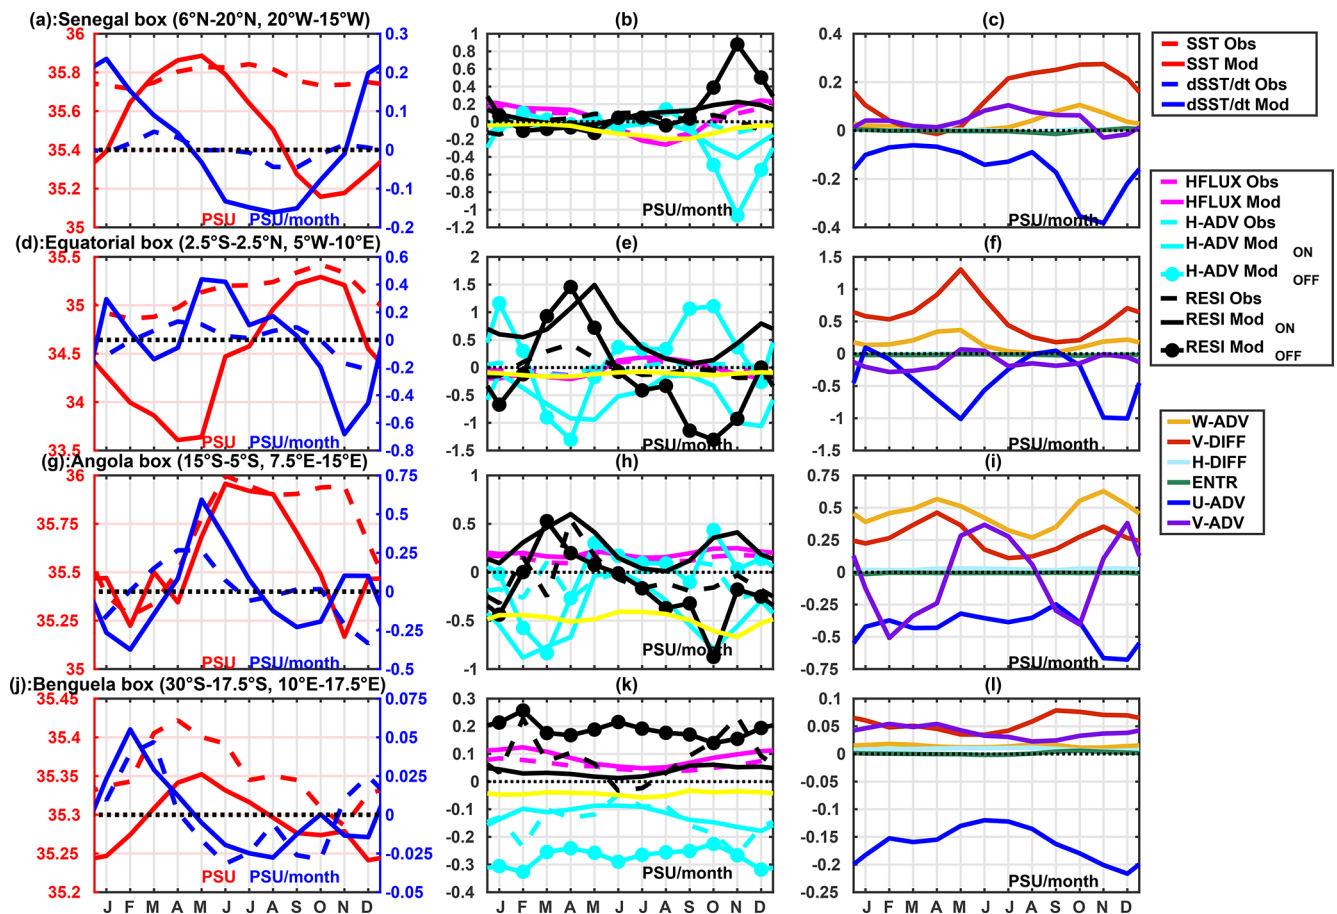 (a):Senegal box (6°N-20°N, 20°W-15°W)
36
35.8
35.6
35.4
35.2
35
0.3
0.2
0.1
0
-0.1
-0.2
PSU
PSU/month
(b)
1
0.8
0.6
0.4
0.2
0
-0.2
-0.4
-0.6
-0.8
-1
-1.2
PSU/month
(c)
0.4
0.2
0
-0.2
-0.4
PSU/month
SST Obs
SST Mod
dSST/dt Obs
dSST/dt Mod
(d):Equatorial box (2.5°S-2.5°N, 5°W-10°E)
35.5
35
34.5
34
33.5
0.6
0.4
0.2
0
-0.2
-0.4
-0.6
-0.8
PSU
PSU/month
(e)
2
1.5
1
0.5
0
-0.5
-1
-1.5
PSU/month
(f)
1.5
1
0.5
0
-0.5
-1
-1.5
PSU/month
HFLUX Obs
HFLUX Mod
H-ADV Obs
H-ADV Mod ON
H-ADV Mod OFF
RESI Obs
RESI Mod ON
RESI Mod OFF
(g):Angola box (15°S-5°S, 7.5°E-15°E)
36
35.75
35.5
35.25
35
0.75
0.5
0.25
0
-0.25
-0.5
PSU
PSU/month
(h)
1
0.5
0
-0.5
-1
PSU/month
(i)
0.75
0.5
0.25
0
-0.25
-0.5
-0.75
PSU/month
W-ADV
V-DIFF
H-DIFF
ENTR
U-ADV
V-ADV
(j):Benguela box (30°S-17.5°S, 10°E-17.5°E)
35.45
35.4
35.35
35.3
35.25
35.2
0.075
0.05
0.025
0
-0.025
-0.05
PSU
PSU/month
J F M A M J J A S O N D
(k)
0.3
0.2
0.1
0
-0.1
-0.2
-0.3
-0.4
PSU/month
J F M A M J J A S O N D
(l)
0.1
0.05
0
-0.05
-0.1
-0.15
-0.2
-0.25
PSU/month
J F M A M J J A S O N D